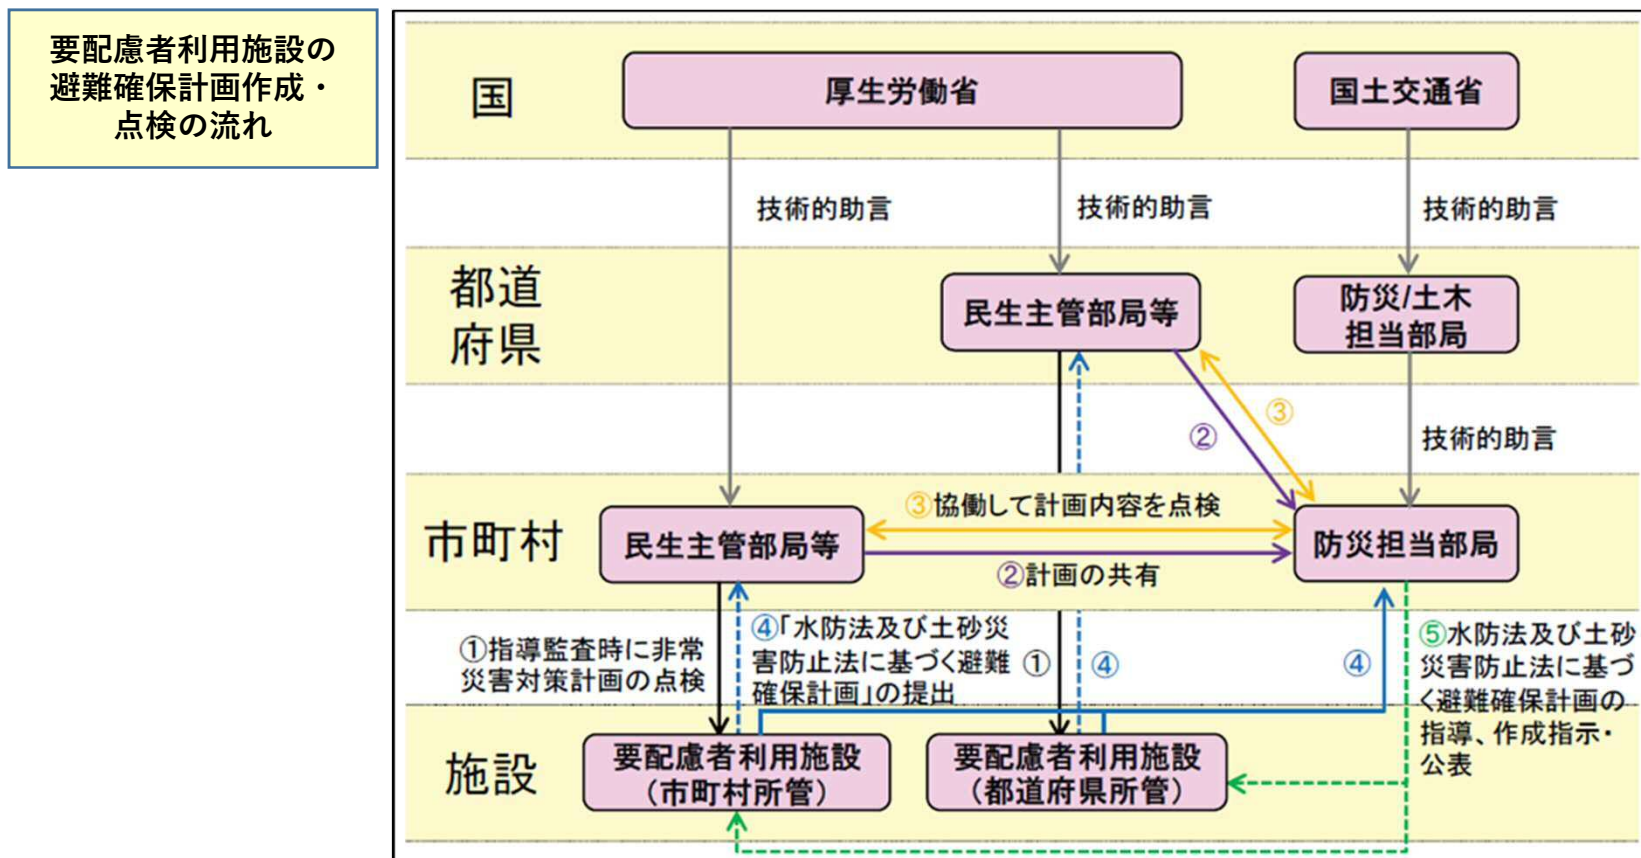 要配慮者利用施設の
避難確保計画作成・
点検の流れ
国
厚生労働省
国土交通省
技術的助言
技術的助言
技術的助言
都道
府県
民生主管部局等
防災/土木
担当部局
③
②
技術的助言
市町村
民生主管部局等
③協働して計画内容を点検
②計画の共有
防災担当部局
①指導監査時に非常
災害対策計画の点検
④「水防法及び土砂災
害防止法に基づく避難
確保計画」の提出
①
④
④
⑤水防法及び土砂
災害防止法に基づ
く避難確保計画の
指導、作成指示・
公表
施設
要配慮者利用施設
（市町村所管）
要配慮者利用施設
（都道府県所管）